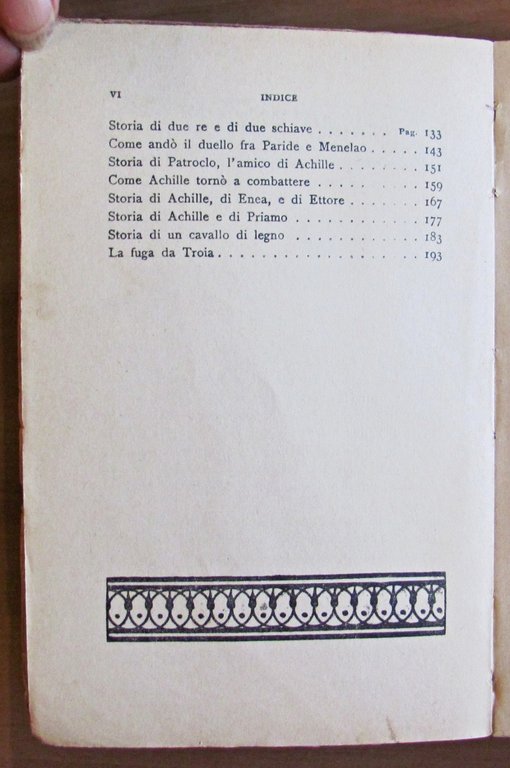 VI INDICE
Storia di due re e di due schiave . . . . . . . Pag. 133
Come andò il duello fra Paride e Menelao . . . . . 143
Storia di Patroclo, l'amico di Achille . . . . . . . . 151
Come Achille tornò a combattere . . . . . . . . . . 159
Storia di Achille, di Enea, e di Ettore . . . . . . . 167
Storia di Achille e di Priamo . . . . . . . . . . . 177
Storia di un cavallo di legno . . . . . . . . . . . 183
La fuga da Troia . . . . . . . . . . . . . . . . . 193